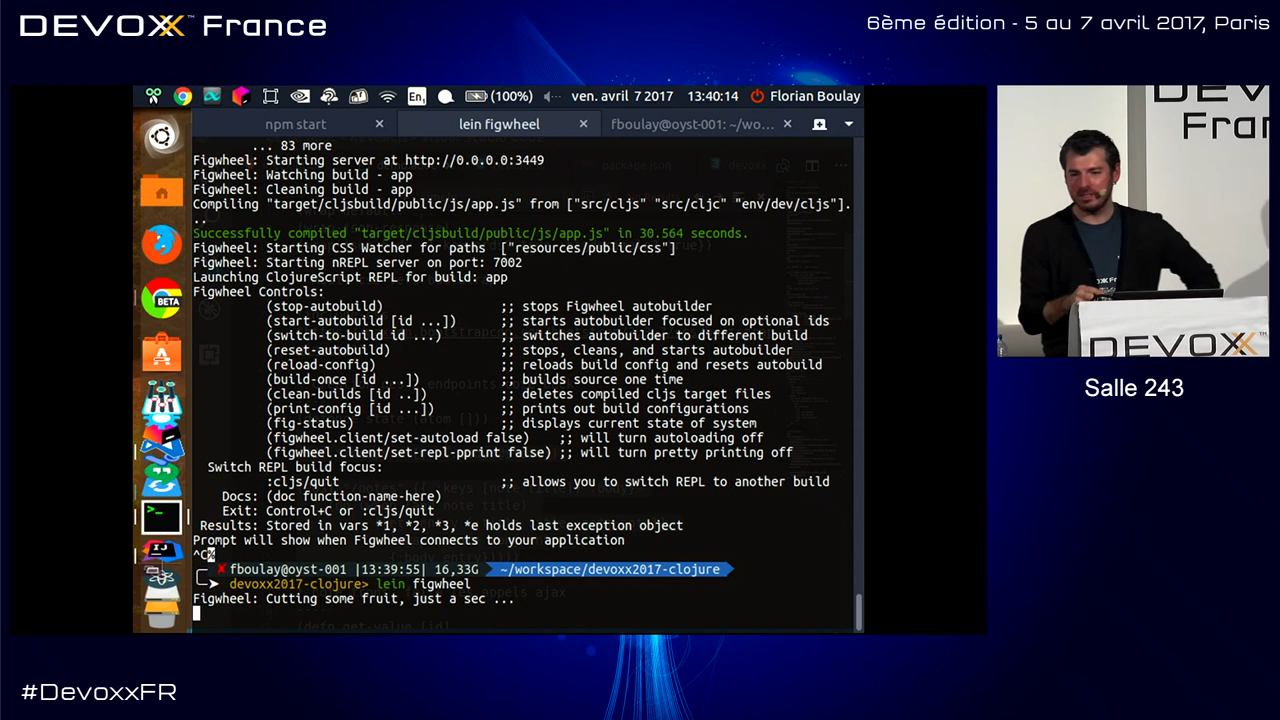 DEVOXX™ France
6ème édition - 5 au 7 avril 2017, Paris
En₁ (100%) ven. avril 7 2017 13:40:14 Florian Boulay
npm start × lein figwheel × fboulay@oyst-001: ~/wo... ×
... 83 more
Figwheel: Starting server at http://0.0.0.0:3449
Figwheel: Watching build - app
Figwheel: Cleaning build - app
Compiling "target/cljsbuild/public/js/app.js" from ["src/cljs" "src/cljc" "env/dev/cljs"].
..
Successfully compiled "target/cljsbuild/public/js/app.js" in 30.564 seconds.
Figwheel: Starting CSS Watcher for paths ["resources/public/css"]
Figwheel: Starting nREPL server on port: 7002
Launching ClojureScript REPL for build: app
Figwheel Controls:
(stop-autobuild) ;; stops Figwheel autobuilder
(start-autobuild [id ...]) ;; starts autobuilder focused on optional ids
(switch-to-build id ...) ;; switches autobuilder to different build
(reset-autobuild) ;; stops, cleans, and starts autobuilder
(reload-config) ;; reloads build config and resets autobuild
(build-once [id ...]) ;; builds source one time
(clean-builds [id ..]) ;; deletes compiled cljs target files
(print-config [id ...]) ;; prints out build configurations
(fig-status) ;; displays current state of system
(figwheel.client/set-autoload false) ;; will turn autoloading off
(figwheel.client/set-repl-pprint false) ;; will turn pretty printing off
Switch REPL build focus:
:cljs/quit ;; allows you to switch REPL to another build
Docs: (doc function-name-here)
Exit: Control+C or :cljs/quit
Results: Stored in vars *1, *2, *3, *e holds last exception object
Prompt will show when Figwheel connects to your application
^C%
✘ fboulay@oyst-001 |13:39:55| 16,33G ~/workspace/devoxx2017-clojure
devoxx2017-clojure> lein figwheel
Figwheel: Cutting some fruit, just a sec ...
BETA
DEVOXX
Salle 243
#DevoxxFR